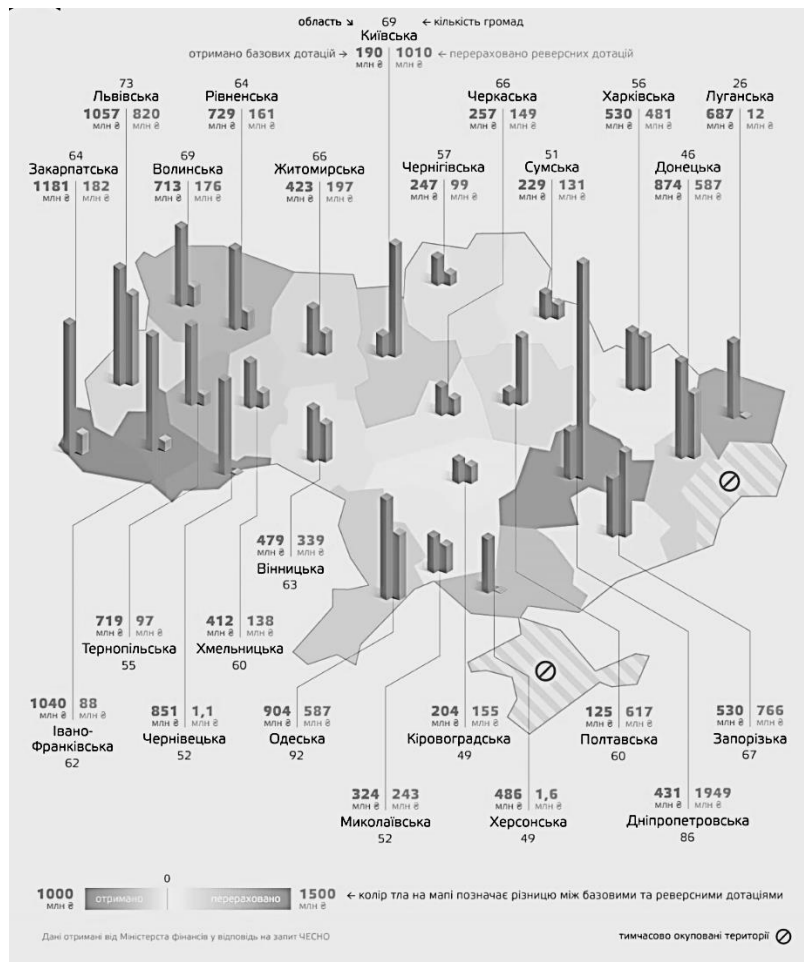 область ↘ 69 ← кількість громад
Київська
отримано базових дотацій → 190 1010 ← перераховано реверсних дотацій
млн ₴ млн ₴
73 64 66 56 26
Львівська Рівненська Черкаська Харківська Луганська
1057 820 729 161 257 149 530 481 687 12
млн ₴ млн ₴ млн ₴ млн ₴ млн ₴ млн ₴ млн ₴ млн ₴ млн ₴ млн ₴
64 69 66 57 51 46
Закарпатська Волинська Житомирська Чернігівська Сумська Донецька
1181 182 713 176 423 197 247 99 229 131 874 587
млн ₴ млн ₴ млн ₴ млн ₴ млн ₴ млн ₴ млн ₴ млн ₴ млн ₴ млн ₴ млн ₴ млн ₴
479 339
млн ₴ млн ₴
Вінницька
63
719 97 412 138
млн ₴ млн ₴ млн ₴ млн ₴
Тернопільська Хмельницька
55 60
1040 88 851 1,1 904 587 204 155 125 617 530 766
млн ₴ млн ₴ млн ₴ млн ₴ млн ₴ млн ₴ млн ₴ млн ₴ млн ₴ млн ₴ млн ₴ млн ₴
Івано-
Франківська Чернівецька Одеська Кіровоградська Полтавська Запорізька
62 52 92 49 60 67
324 243 486 1,6 431 1949
млн ₴ млн ₴ млн ₴ млн ₴ млн ₴ млн ₴
Миколаївська Херсонська Дніпропетровська
52 49 86
0
1000 отримано перераховано 1500 ← колір тла на мапі позначає різницю між базовими та реверсними дотаціями
млн ₴ млн ₴
Дані отримані від Міністерста фінансів у відповідь на запит ЧЕСНО тимчасово окуповані території